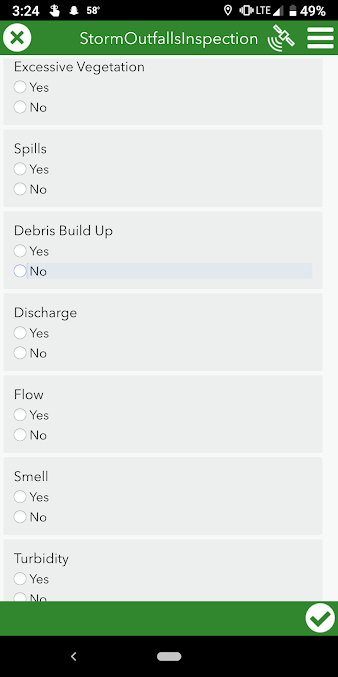 3:24 58° LTE 49%
StormOutfallsInspection
Excessive Vegetation
Yes
No
Spills
Yes
No
Debris Build Up
Yes
No
Discharge
Yes
No
Flow
Yes
No
Smell
Yes
No
Turbidity
Yes
No